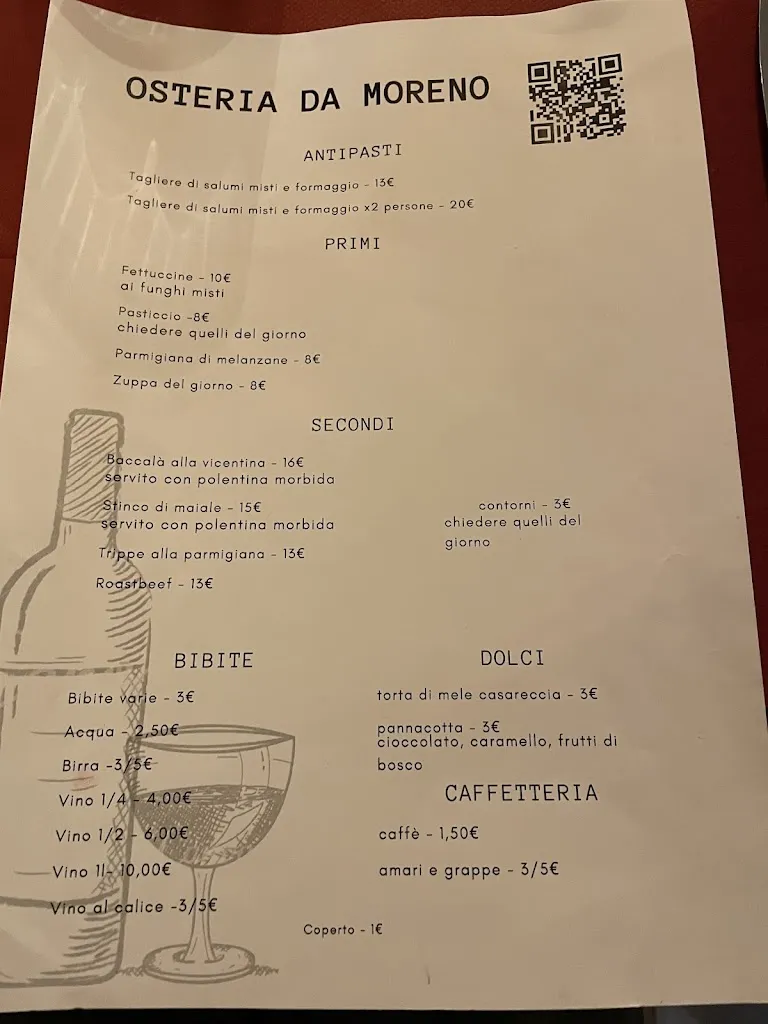 OSTERIA DA MORENO
ANTIPASTI
Tagliere di salumi misti e formaggio - 13€
Tagliere di salumi misti e formaggio x2 persone - 20€
PRIMI
Fettuccine - 10€
ai funghi misti
Pasticcio -8€
chiedere quelli del giorno
Parmigiana di melanzane - 8€
Zuppa del giorno - 8€
SECONDI
Baccalà alla vicentina - 16€
servito con polentina morbida
Stinco di maiale - 15€
servito con polentina morbida
Trippe alla parmigiana - 13€
Roastbeef - 13€
contorni - 3€
chiedere quelli del
giorno
BIBITE
Bibite varie - 3€
Acqua - 2,50€
Birra -3/5€
Vino 1/4 - 4,00€
Vino 1/2 - 6,00€
Vino 1l- 10,00€
Vino al calice -3/5€
DOLCI
torta di mele casareccia - 3€
pannacotta - 3€
cioccolato, caramello, frutti di
bosco
CAFFETTERIA
caffè - 1,50€
amari e grappe - 3/5€
Coperto - 1€